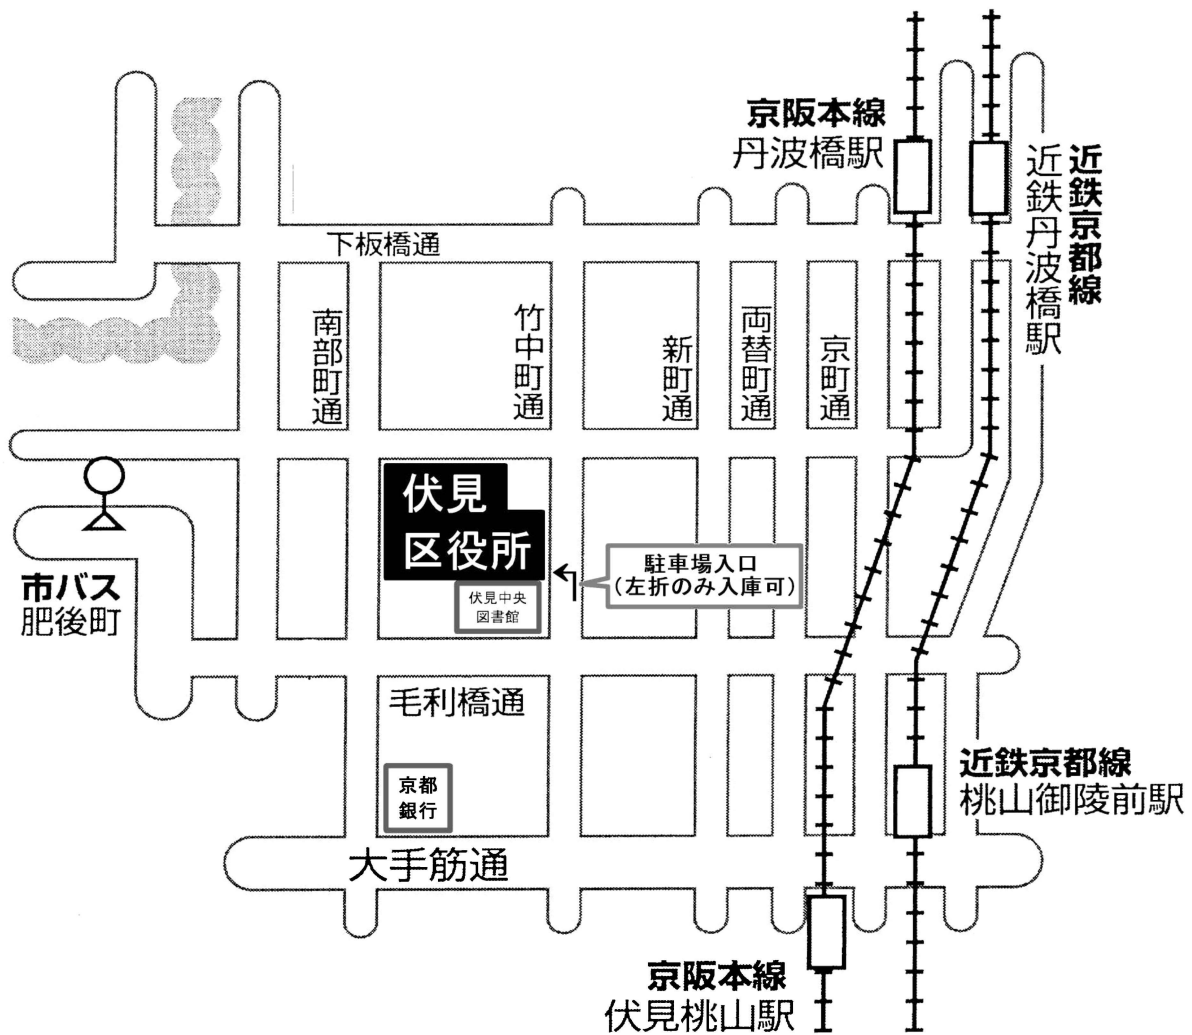 京阪本線
丹波橋駅
近鉄京都線
近鉄丹波橋駅
下板橋通
南部町通
竹中町通
新町通
両替町通
京町通
伏見
区役所
駐車場入口
(左折のみ入庫可)
伏見中央
図書館
市バス
肥後町
毛利橋通
京都
銀行
近鉄京都線
桃山御陵前駅
大手筋通
京阪本線
伏見桃山駅